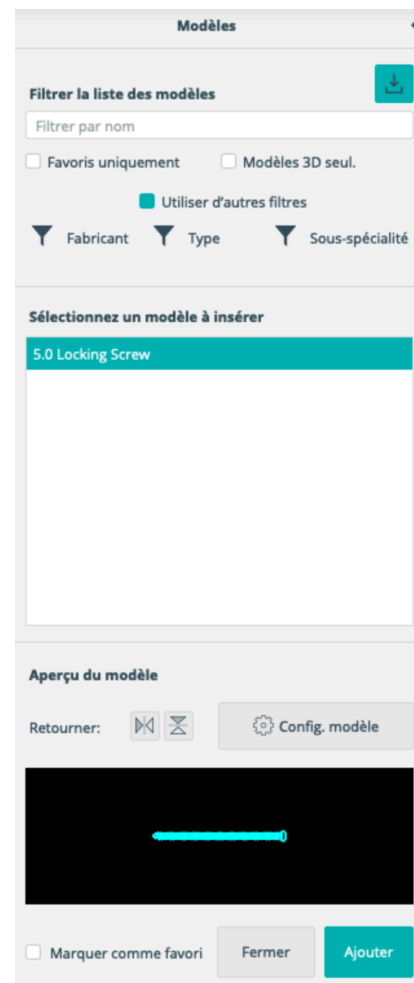 Modèles
Filtrer la liste des modèles
Filtrer par nom
Favoris uniquement Modèles 3D seul.
Utiliser d'autres filtres
Fabricant Type Sous-spécialité
Sélectionnez un modèle à insérer
5.0 Locking Screw
Aperçu du modèle
Retourner: Config. modèle
Marquer comme favori Fermer Ajouter